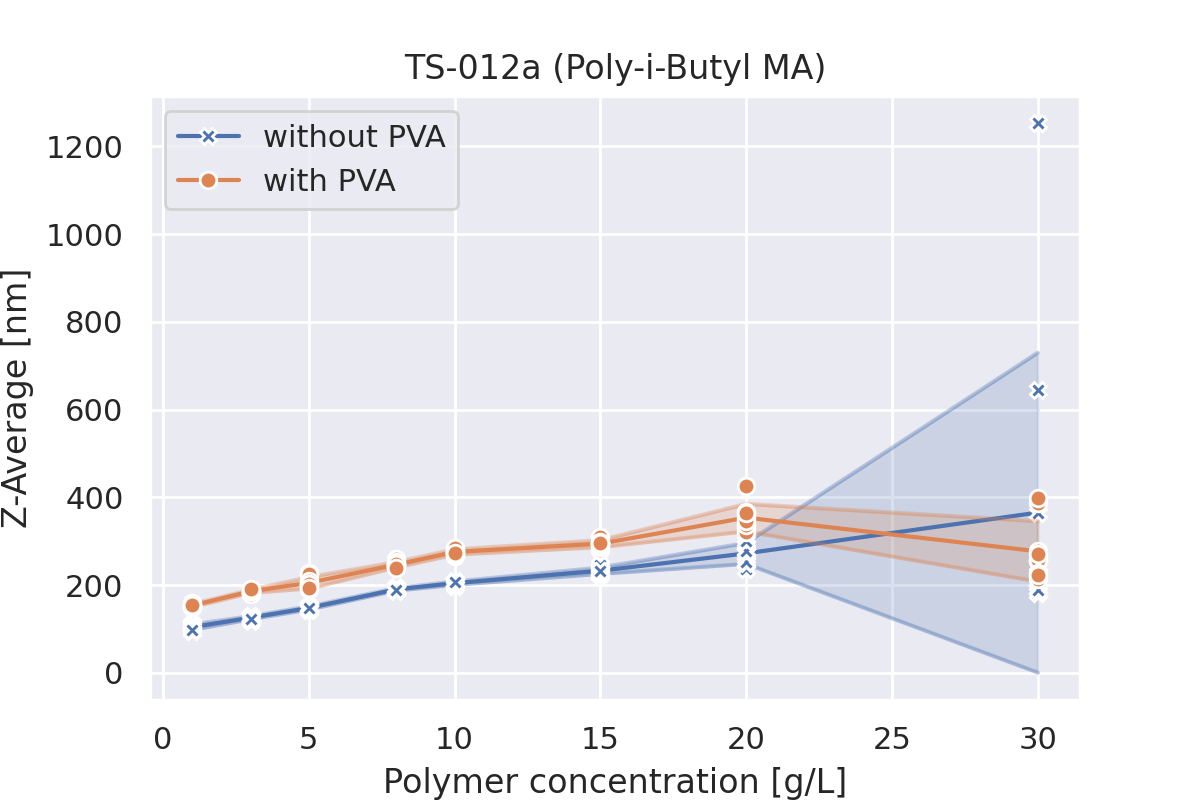 TS-012a (Poly-i-Butyl MA)
without PVA
with PVA
Z-Average [nm]
1200
1000
800
600
400
200
0
0 5 10 15 20 25 30
Polymer concentration [g/L]